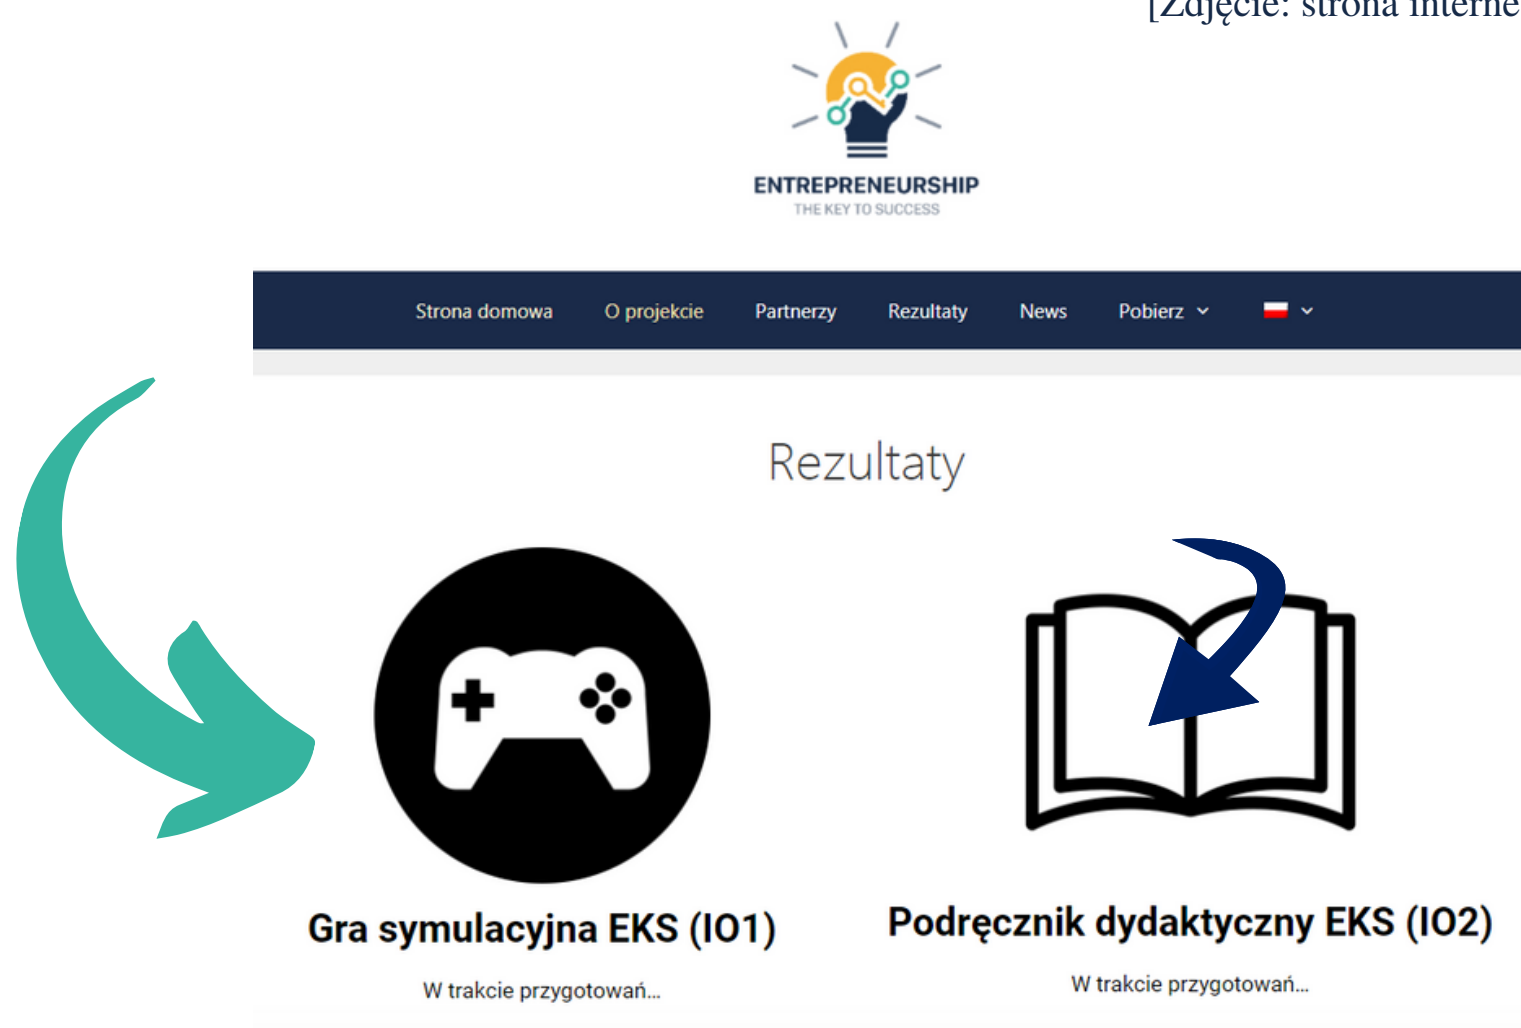 [Zdjęcie: strona interne
ENTREPRENEURSHIP
THE KEY TO SUCCESS
Strona domowa O projekcie Partnerzy Rezultaty News Pobierz
Rezultaty
Gra symulacyjna EKS (IO1)
Podręcznik dydaktyczny EKS (IO2)
W trakcie przygotowań...
W trakcie przygotowań...